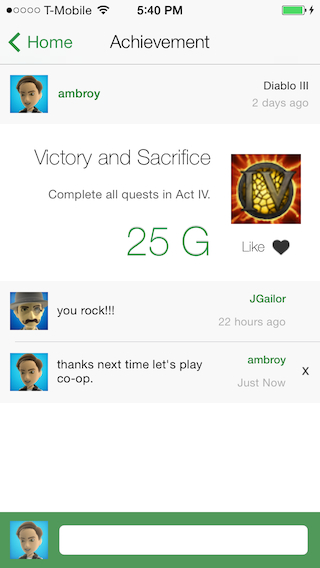 T-Mobile 5:40 PM
Home Achievement
ambroy Diablo III
2 days ago
Victory and Sacrifice
Complete all quests in Act IV.
IV
25 G
Like
you rock!!! JGailor
22 hours ago
thanks next time let's play ambroy
co-op. Just Now X